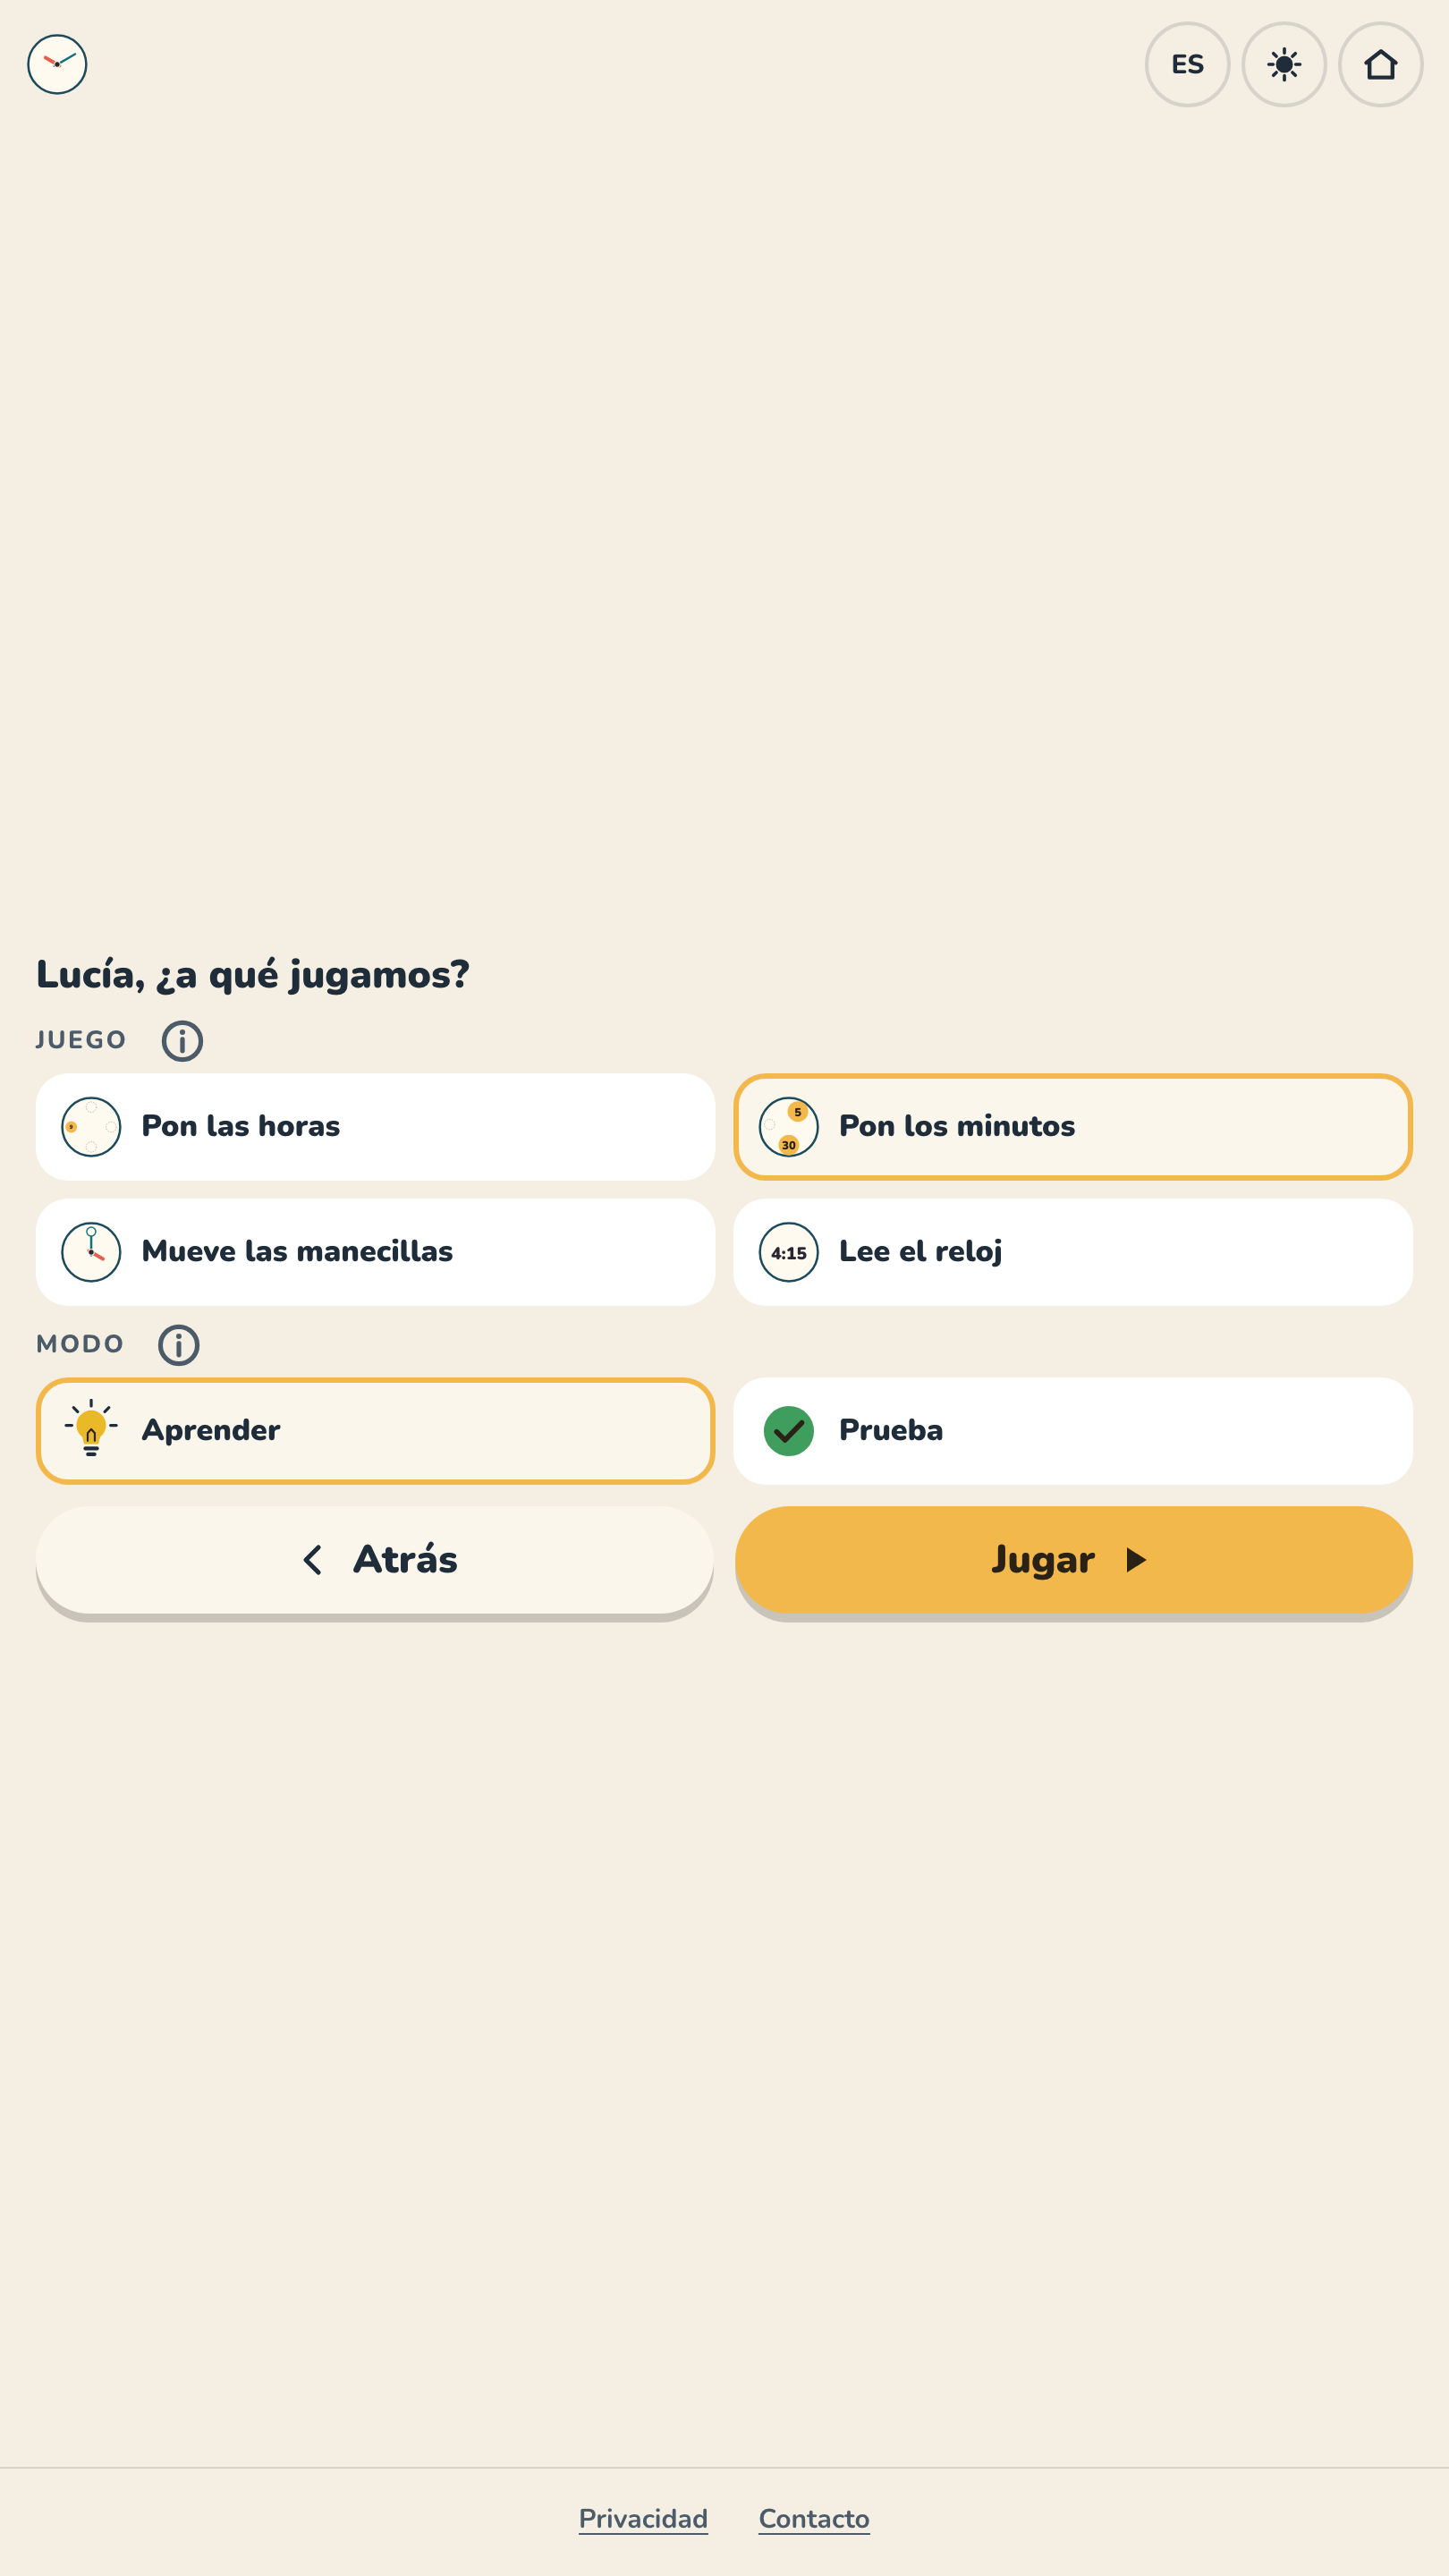 ES
Lucía, ¿a qué jugamos?
JUEGO
Pon las horas
5
30
Pon los minutos
Mueve las manecillas
4:15
Lee el reloj
MODO
Aprender
Prueba
Atrás
Jugar
Privacidad
Contacto